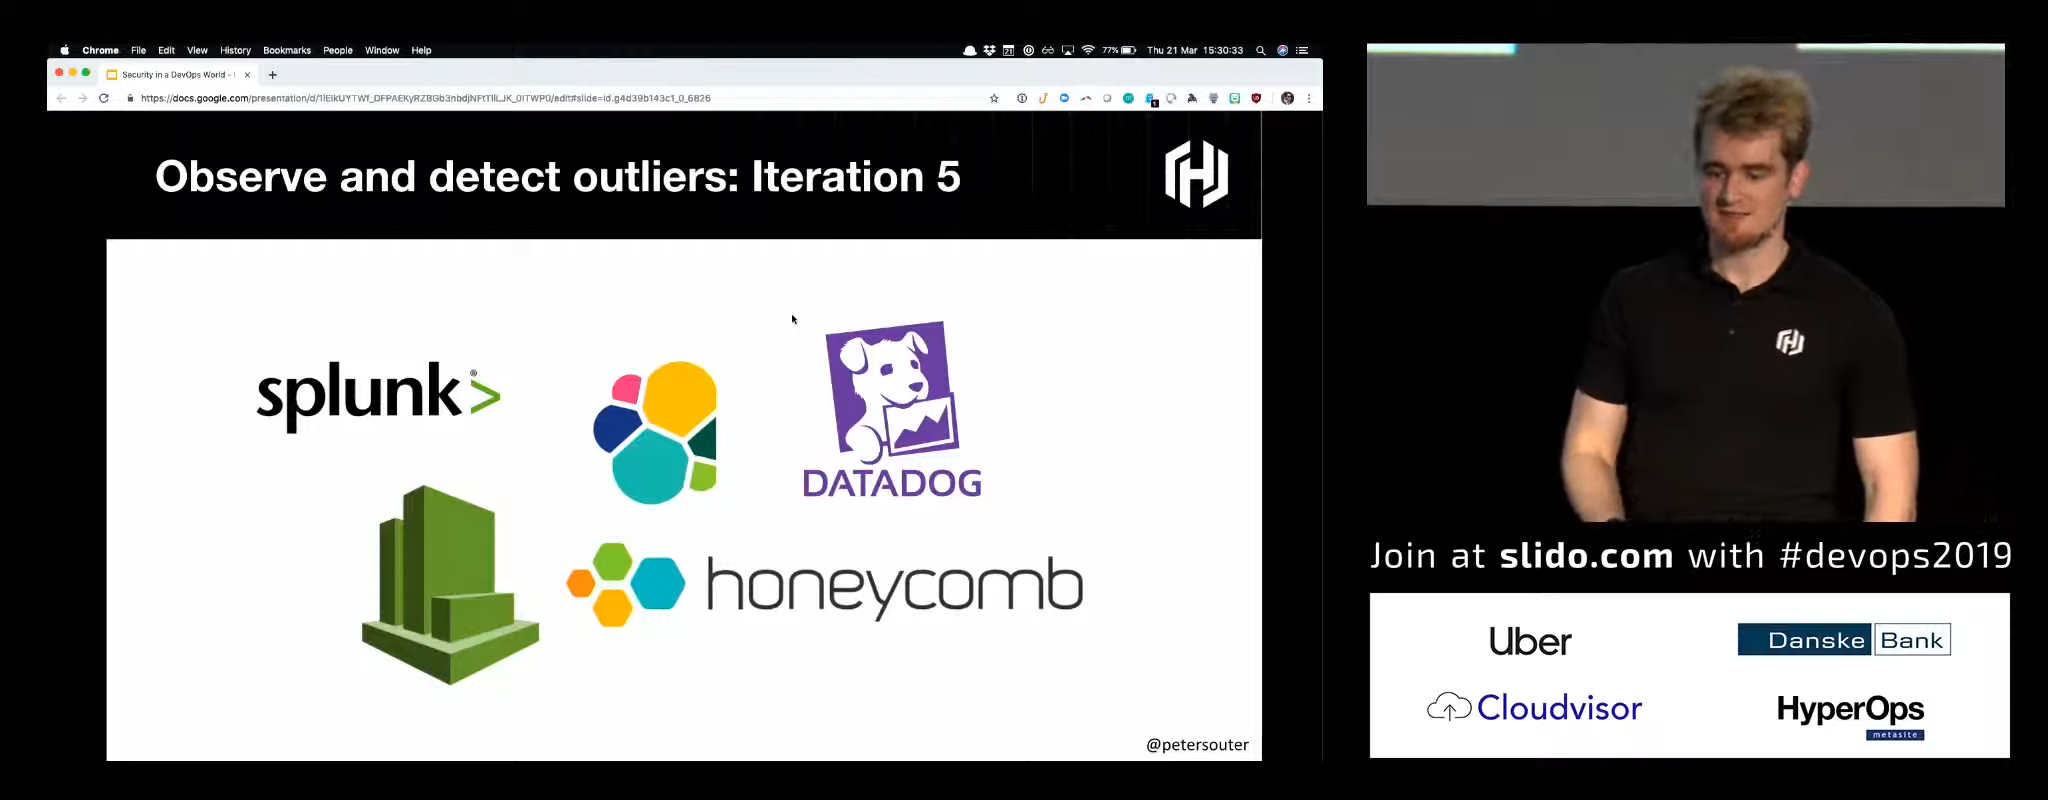 Chrome File Edit View History Bookmarks People Window Help
77% Thu 21 Mar 15:30:33
Security in a DevOps World -
Observe and detect outliers: Iteration 5
splunk>
DATADOG
honeycomb
@petersouter
Join at slido.com with #devops2019
Uber
Danske Bank
Cloudvisor
HyperOps
metasite